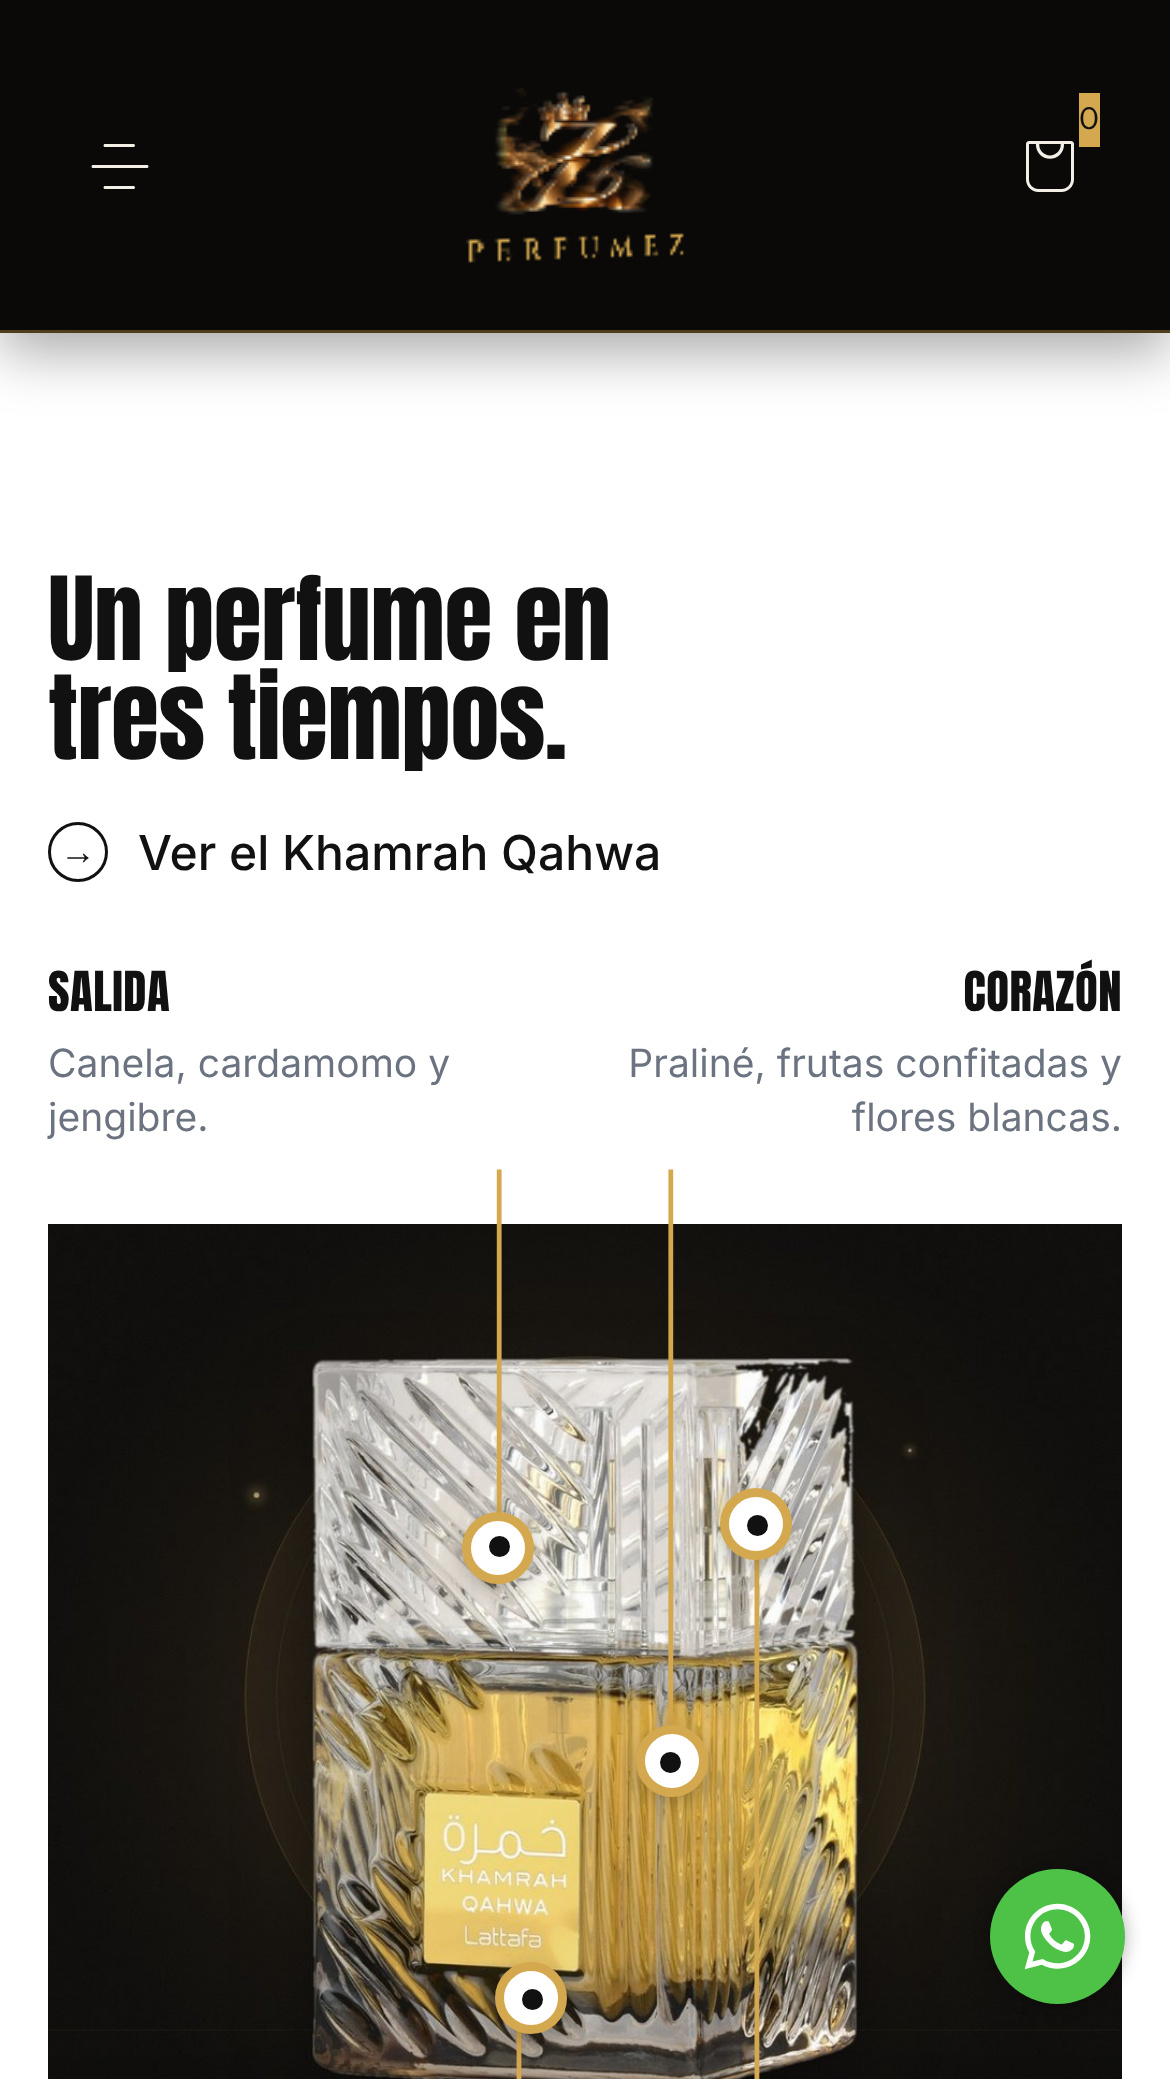 0
PERFUMEZ
Un perfume en
tres tiempos.
→ Ver el Khamrah Qahwa
SALIDA
Canela, cardamomo y
jengibre.
CORAZÓN
Praliné, frutas confitadas y
flores blancas.
خمرة
KHAMRAH
QAHWA
Lattafa